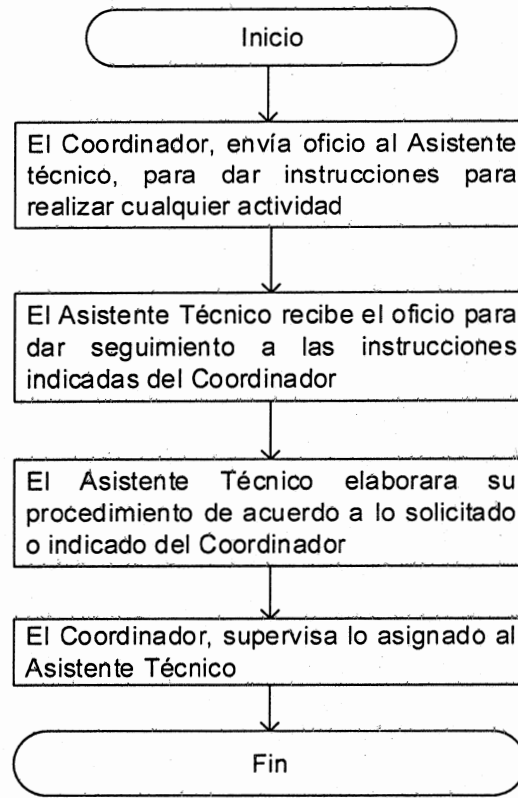 Inicio
El Coordinador, envía oficio al Asistente
técnico, para dar instrucciones para
realizar cualquier actividad
El Asistente Técnico recibe el oficio para
dar seguimiento a las instrucciones
indicadas del Coordinador
El Asistente Técnico elaborara su
procedimiento de acuerdo a lo solicitado
o indicado del Coordinador
El Coordinador, supervisa lo asignado al
Asistente Técnico
Fin